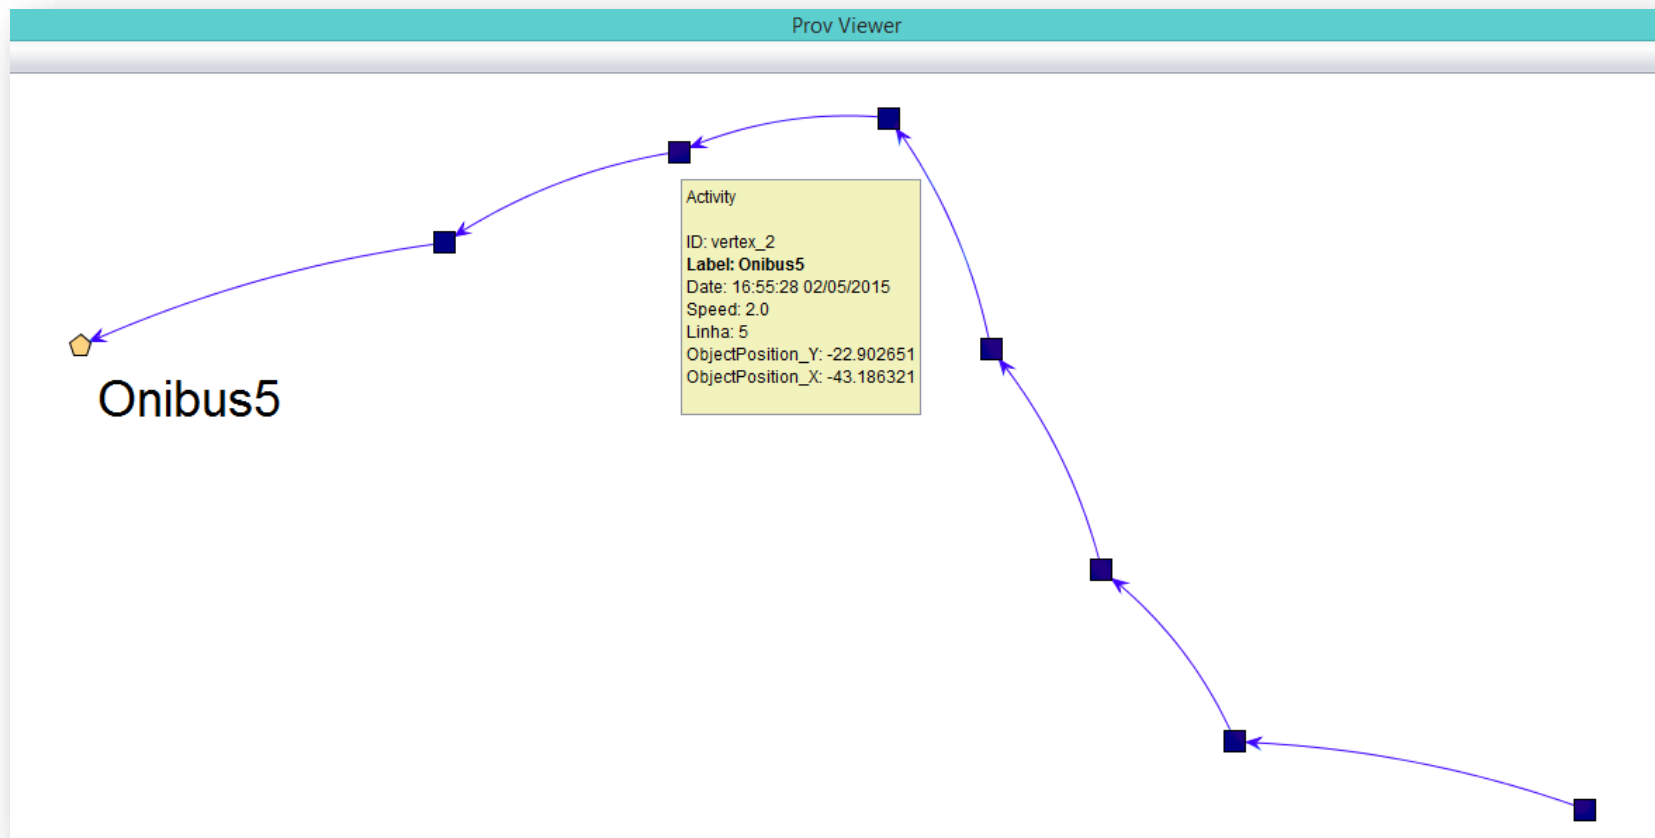 Prov Viewer
Activity
ID: vertex_2
Label: Onibus5
Date: 16:55:28 02/05/2015
Speed: 2.0
Linha: 5
ObjectPosition_Y: -22.902651
ObjectPosition_X: -43.186321
Onibus5